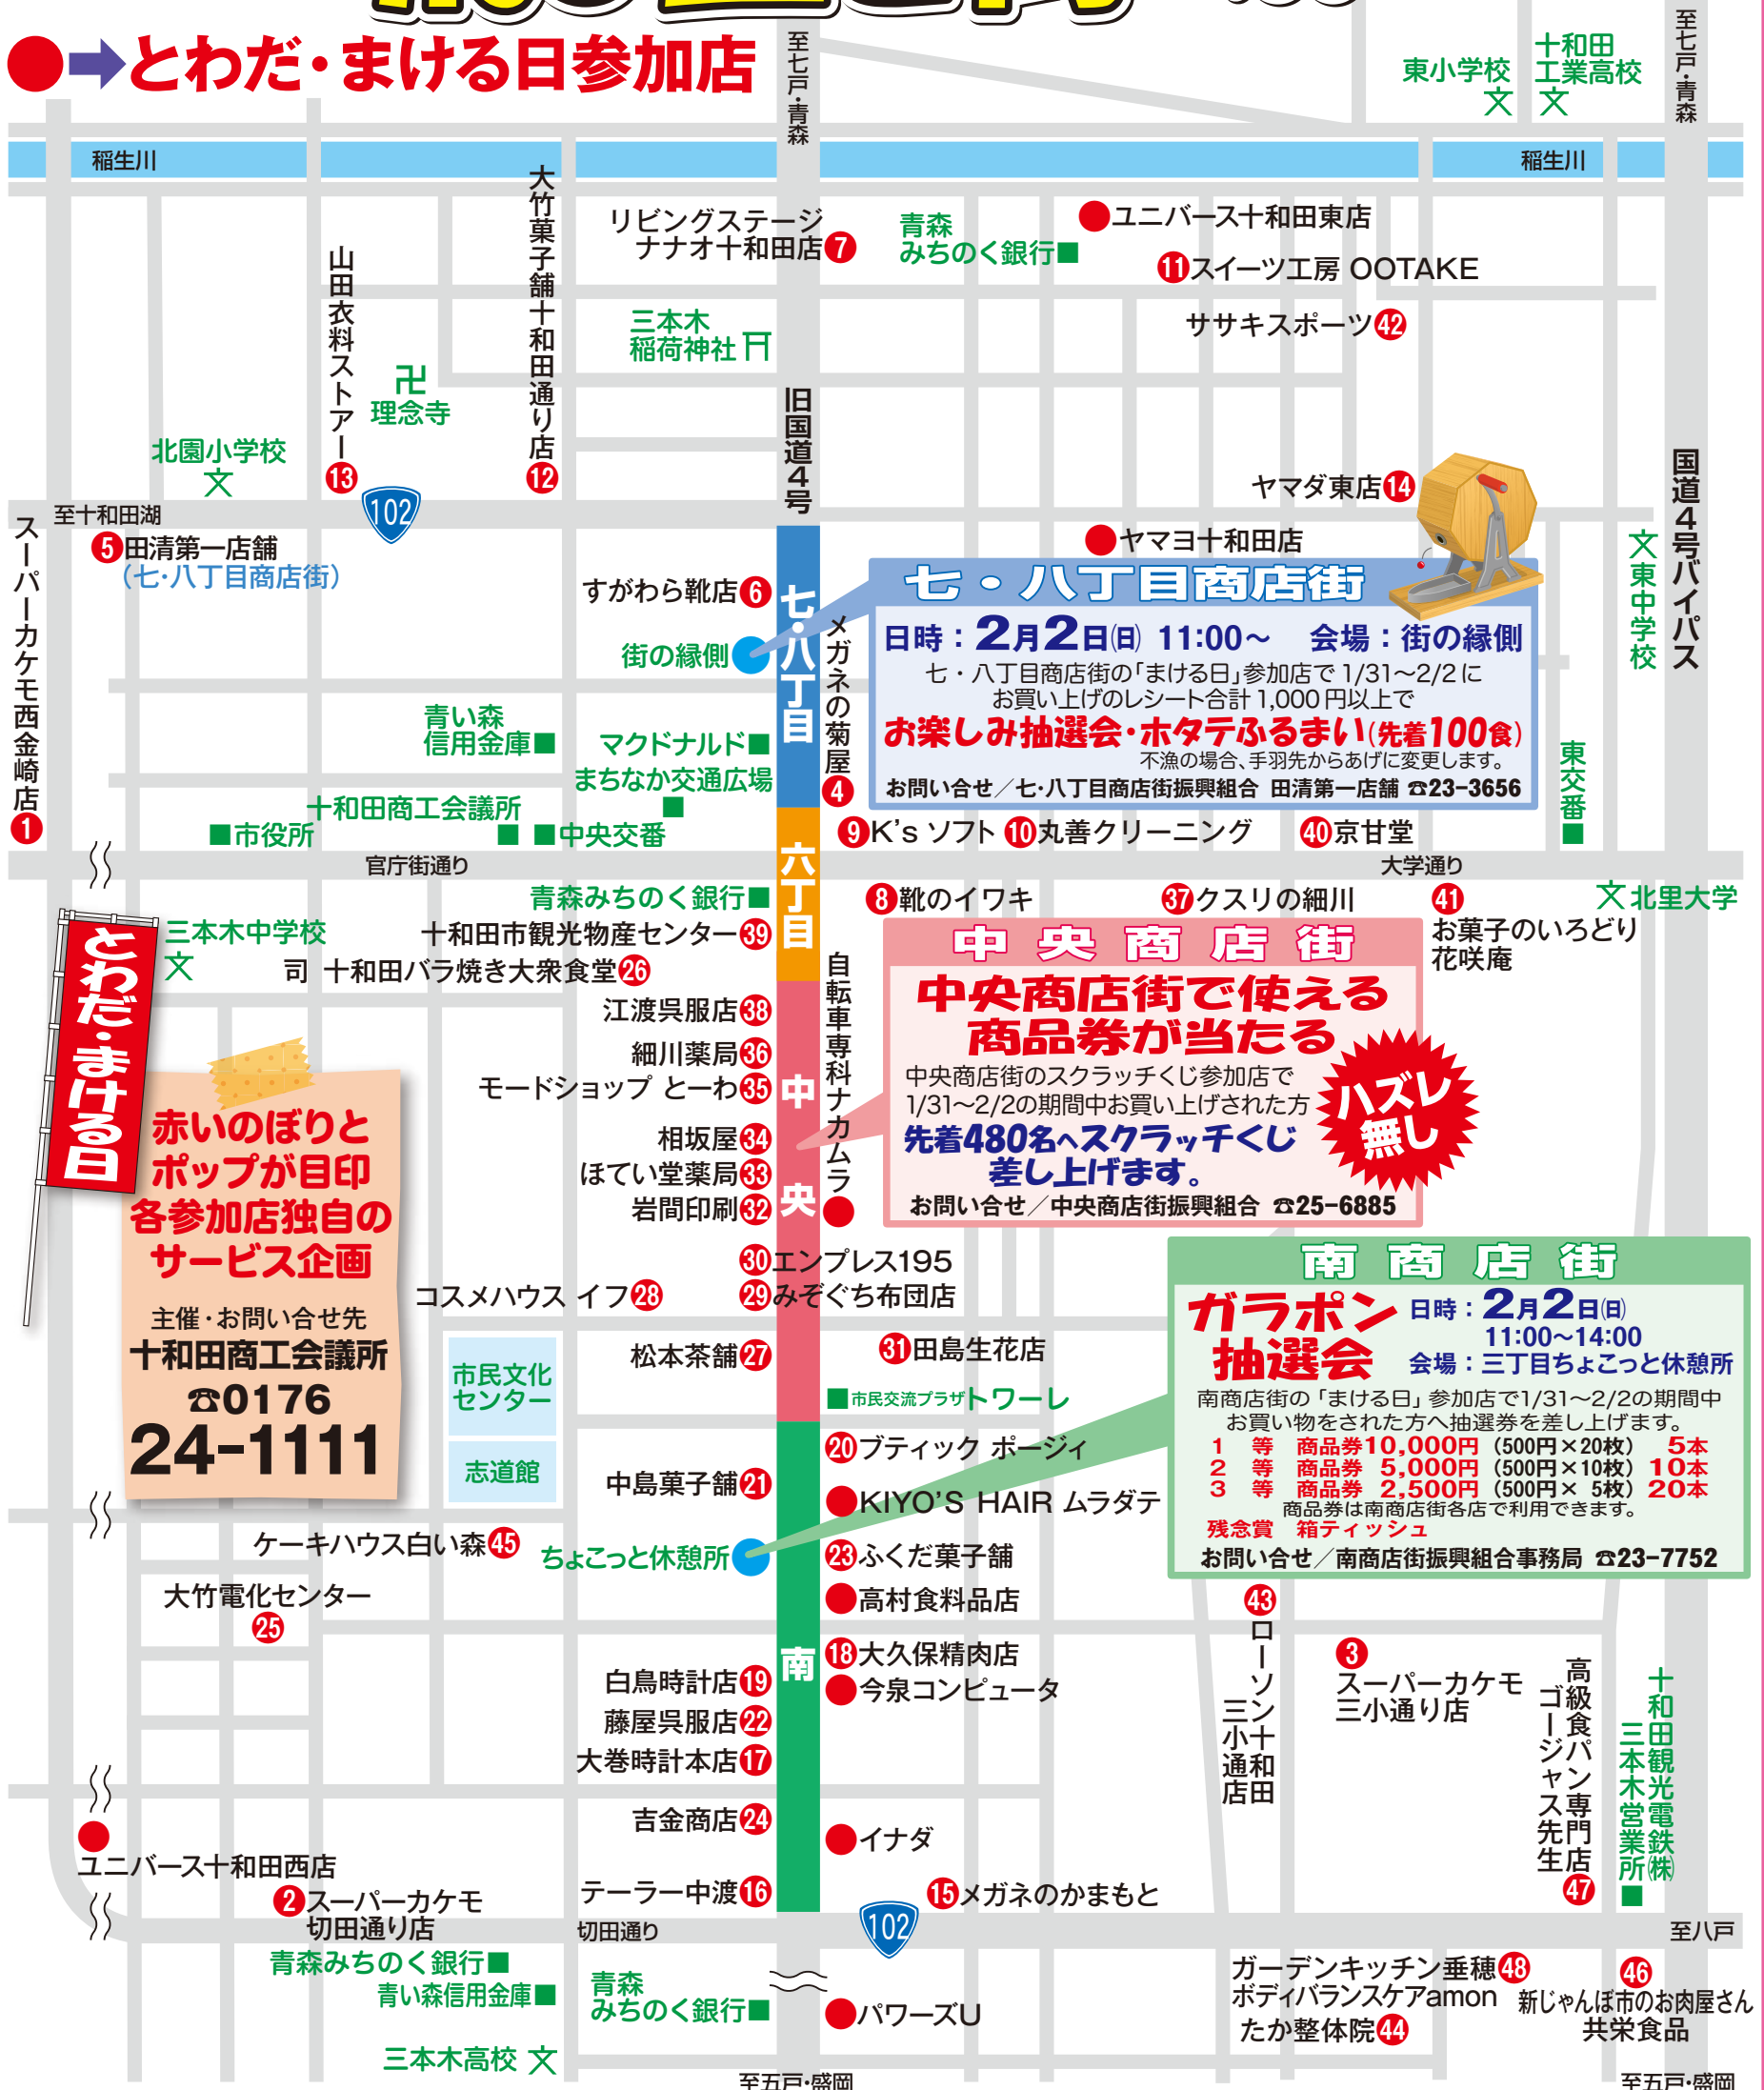 ●➡とわだ・まける日参加店
至七戸・青森
東小学校
文
十和田
工業高校
文
至七戸・青森
稲生川
稲生川
大竹菓子舗十和田通り店
⑫
山田衣料ストアー
⑬
リビングステージ
ナナオ十和田店⑦
青森
みちのく銀行■
●ユニバース十和田東店
⑪スイーツ工房 OOTAKE
ササキスポーツ㊷
三本木
稲荷神社
卍
理念寺
北園小学校
文
旧国道4号
国道4号バイパス
ヤマダ東店⑭
102
至十和田湖
スーパーカケモ西金崎店
①
⑤田清第一店舗
(七・八丁目商店街)
●ヤマヨ十和田店
文東中学校
すがわら靴店⑥
街の縁側
七・八丁目
メガネの菊屋
④
七・八丁目商店街
日時:2月2日(日) 11:00〜 会場:街の縁側
七・八丁目商店街の「まける日」参加店で1/31〜2/2に
お買い上げのレシート合計1,000円以上で
お楽しみ抽選会・ホタテふるまい(先着100食)
不漁の場合、手羽先からあげに変更します。
お問い合せ/七・八丁目商店街振興組合 田清第一店舗 ☎23-3656
青い森
信用金庫■
マクドナルド■
まちなか交通広場
■
十和田商工会議所
■
■市役所
■中央交番
東交番
■
⑨K's ソフト
⑩丸善クリーニング
㊵京甘堂
官庁街通り
大学通り
六丁目
青森みちのく銀行■
⑧靴のイワキ
㊲クスリの細川
㊶
お菓子のいろどり
花咲庵
文北里大学
三本木中学校
文
十和田市観光物産センター㊴
司 十和田バラ焼き大衆食堂㉖
とわだ・まける日
江渡呉服店㊳
細川薬局㊱
モードショップ とーわ㉟
相坂屋㉞
ほてい堂薬局㉝
岩間印刷㉜
中央
自転車専科ナカムラ
●
中央商店街
中央商店街で使える
商品券が当たる
中央商店街のスクラッチくじ参加店で
1/31〜2/2の期間中お買い上げされた方
先着480名へスクラッチくじ
差し上げます。
ハズレ
無し
お問い合せ/中央商店街振興組合 ☎25-6885
赤いのぼりと
ポップが目印
各参加店独自の
サービス企画
主催・お問い合せ先
十和田商工会議所
☎0176
24-1111
㉚エンプレス195
コスメハウス イフ㉘
㉙みぞぐち布団店
松本茶舗㉗
㉛田島生花店
市民文化
センター
志道館
■市民交流プラザトワーレ
南商店街
ガラポン
抽選会
日時:2月2日(日)
11:00〜14:00
会場:三丁目ちょこっと休憩所
南商店街の「まける日」参加店で1/31〜2/2の期間中
お買い物をされた方へ抽選券を差し上げます。
1 等 商品券10,000円(500円×20枚) 5本
2 等 商品券 5,000円(500円×10枚) 10本
3 等 商品券 2,500円(500円× 5枚) 20本
商品券は南商店街各店で利用できます。
残念賞 箱ティッシュ
お問い合せ/南商店街振興組合事務局 ☎23-7752
⑳ブティック ポージィ
中島菓子舗㉑
●KIYO'S HAIR ムラダテ
ケーキハウス白い森㊺
ちょこっと休憩所
㉓ふくだ菓子舗
●高村食料品店
大竹電化センター
㉕
南
⑱大久保精肉店
●今泉コンピュータ
白鳥時計店⑲
藤屋呉服店㉒
大巻時計本店⑰
㊸
ローソン十和田
三小通店
③
スーパーカケモ
三小通り店
高級食パン専門店
ゴージャス先生
㊼
十和田観光電鉄(株)
三本木営業所
■
吉金商店㉔
●イナダ
●
ユニバース十和田西店
②スーパーカケモ
切田通り店
テーラー中渡⑯
⑮メガネのかまもと
切田通り
102
至八戸
青森みちのく銀行■
青い森信用金庫■
青森
みちのく銀行■
●パワーズU
ガーデンキッチン垂穂㊽
ボディバランスケアamon
たか整体院㊹
㊻
新じゃんぼ市のお肉屋さん
共栄食品
三本木高校 文
至五戸・盛岡
至五戸・盛岡